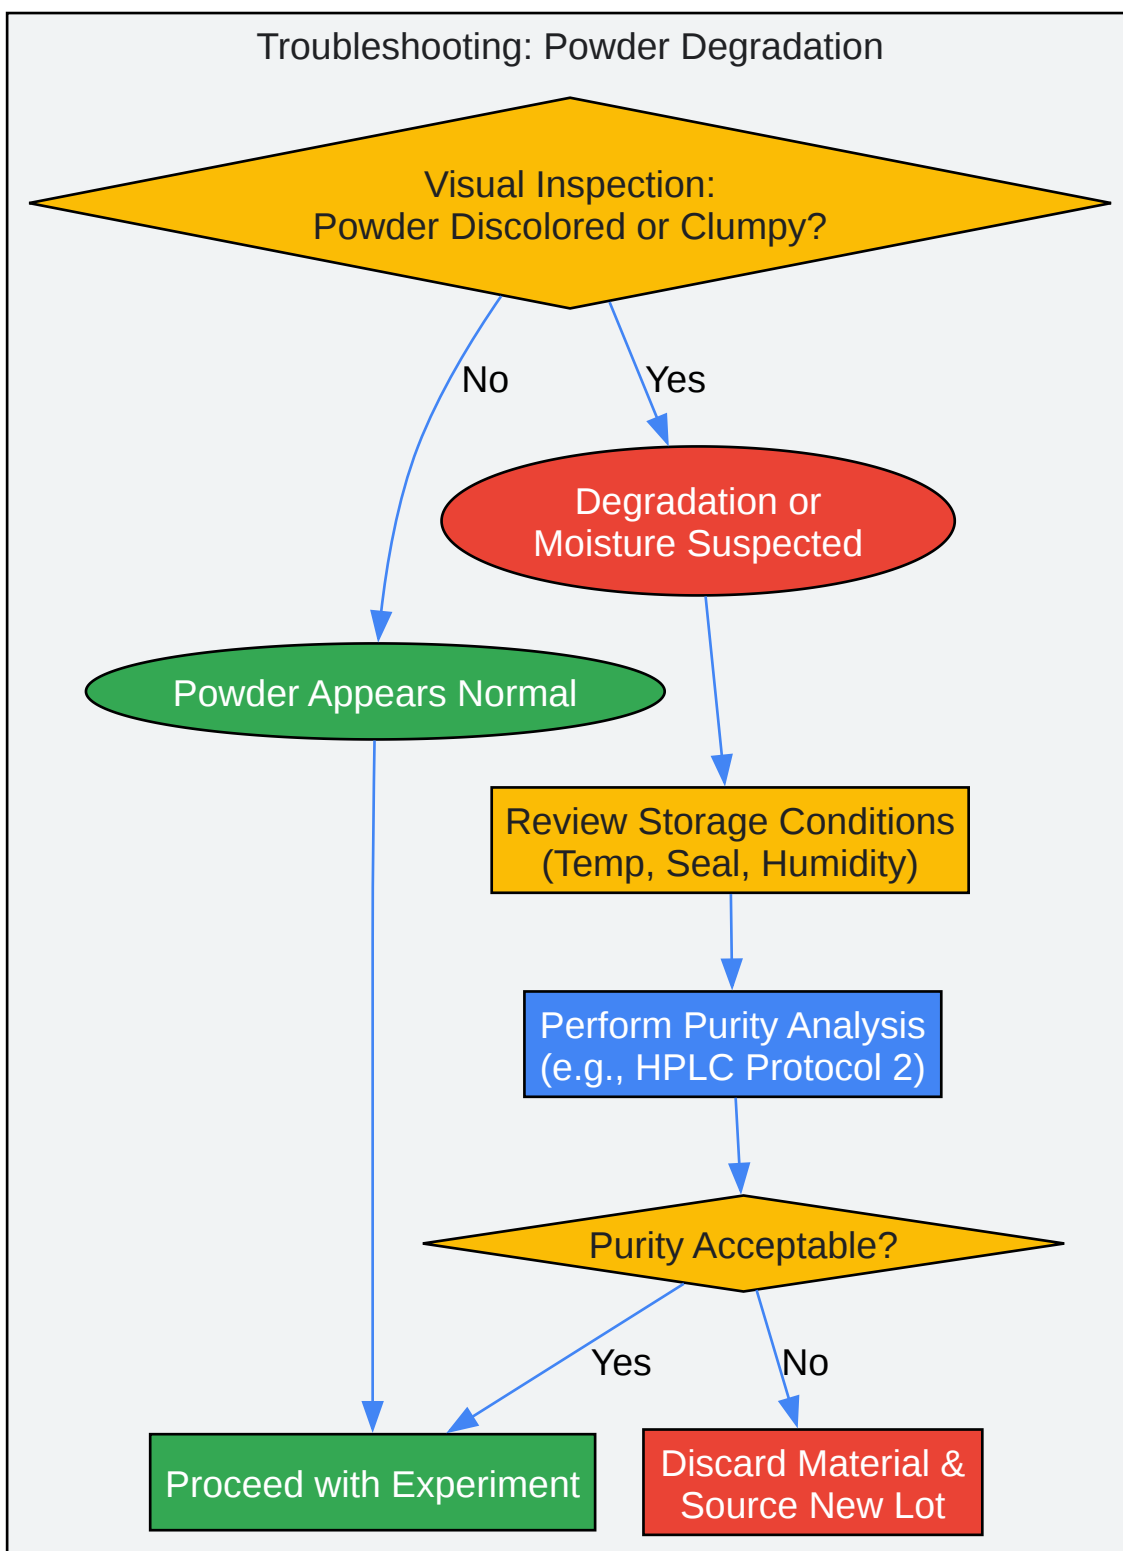 Troubleshooting: Powder Degradation
Visual Inspection:
Powder Discolored or Clumpy?
No
Yes
Degradation or
Moisture Suspected
Powder Appears Normal
Review Storage Conditions
(Temp, Seal, Humidity)
Perform Purity Analysis
(e.g., HPLC Protocol 2)
Purity Acceptable?
Yes
No
Proceed with Experiment
Discard Material &
Source New Lot